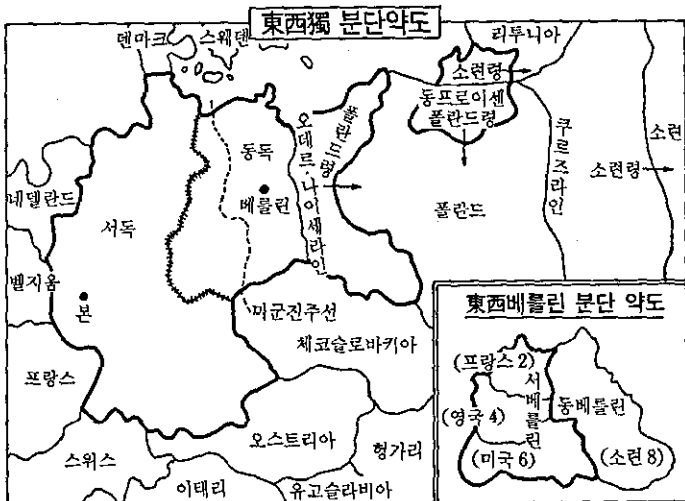 東西獨 분단약도
덴마크
스웨덴
리투니아
소련령
동프로이센
폴란드령
소련
소련령
쿠르즈라인
폴란드령
오데르·나이세라인
동독
베를린
폴란드
네델란드
서독
벨지움
본
미군진주선
체코슬로바키아
프랑스
스위스
오스트리아
헝가리
이태리
유고슬라비아
東西베를린 분단 약도
(프랑스2)
서베를린
동베를린
(영국4)
(미국6)
(소련8)